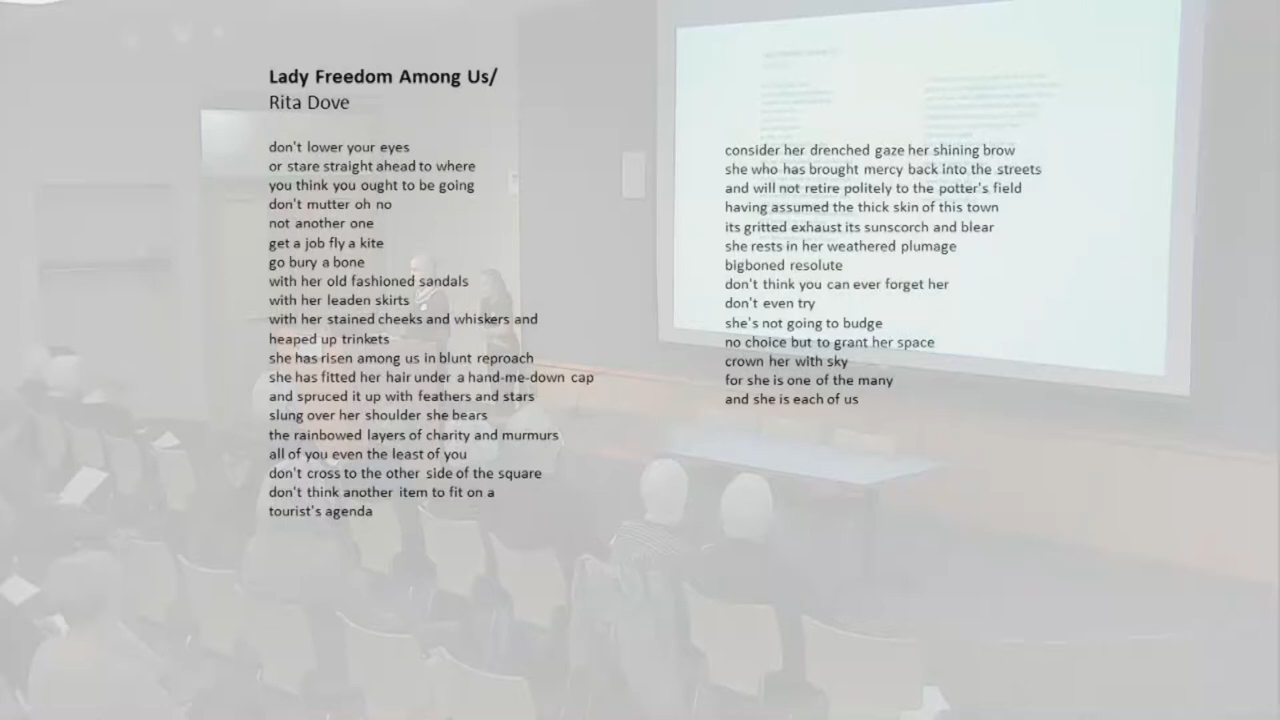 Lady Freedom Among Us/
Rita Dove
don't lower your eyes
or stare straight ahead to where
you think you ought to be going
don't mutter oh no
not another one
get a job fly a kite
go bury a bone
with her old fashioned sandals
with her leaden skirts
with her stained cheeks and whiskers and
heaped up trinkets
she has risen among us in blunt reproach
she has fitted her hair under a hand-me-down cap
and spruced it up with feathers and stars
slung over her shoulder she bears
the rainbowed layers of charity and murmurs
all of you even the least of you
don't cross to the other side of the square
don't think another item to fit on a
tourist's agenda
consider her drenched gaze her shining brow
she who has brought mercy back into the streets
and will not retire politely to the potter's field
having assumed the thick skin of this town
its gritted exhaust its sunscorch and blear
she rests in her weathered plumage
bigboned resolute
don't think you can ever forget her
don't even try
she's not going to budge
no choice but to grant her space
crown her with sky
for she is one of the many
and she is each of us